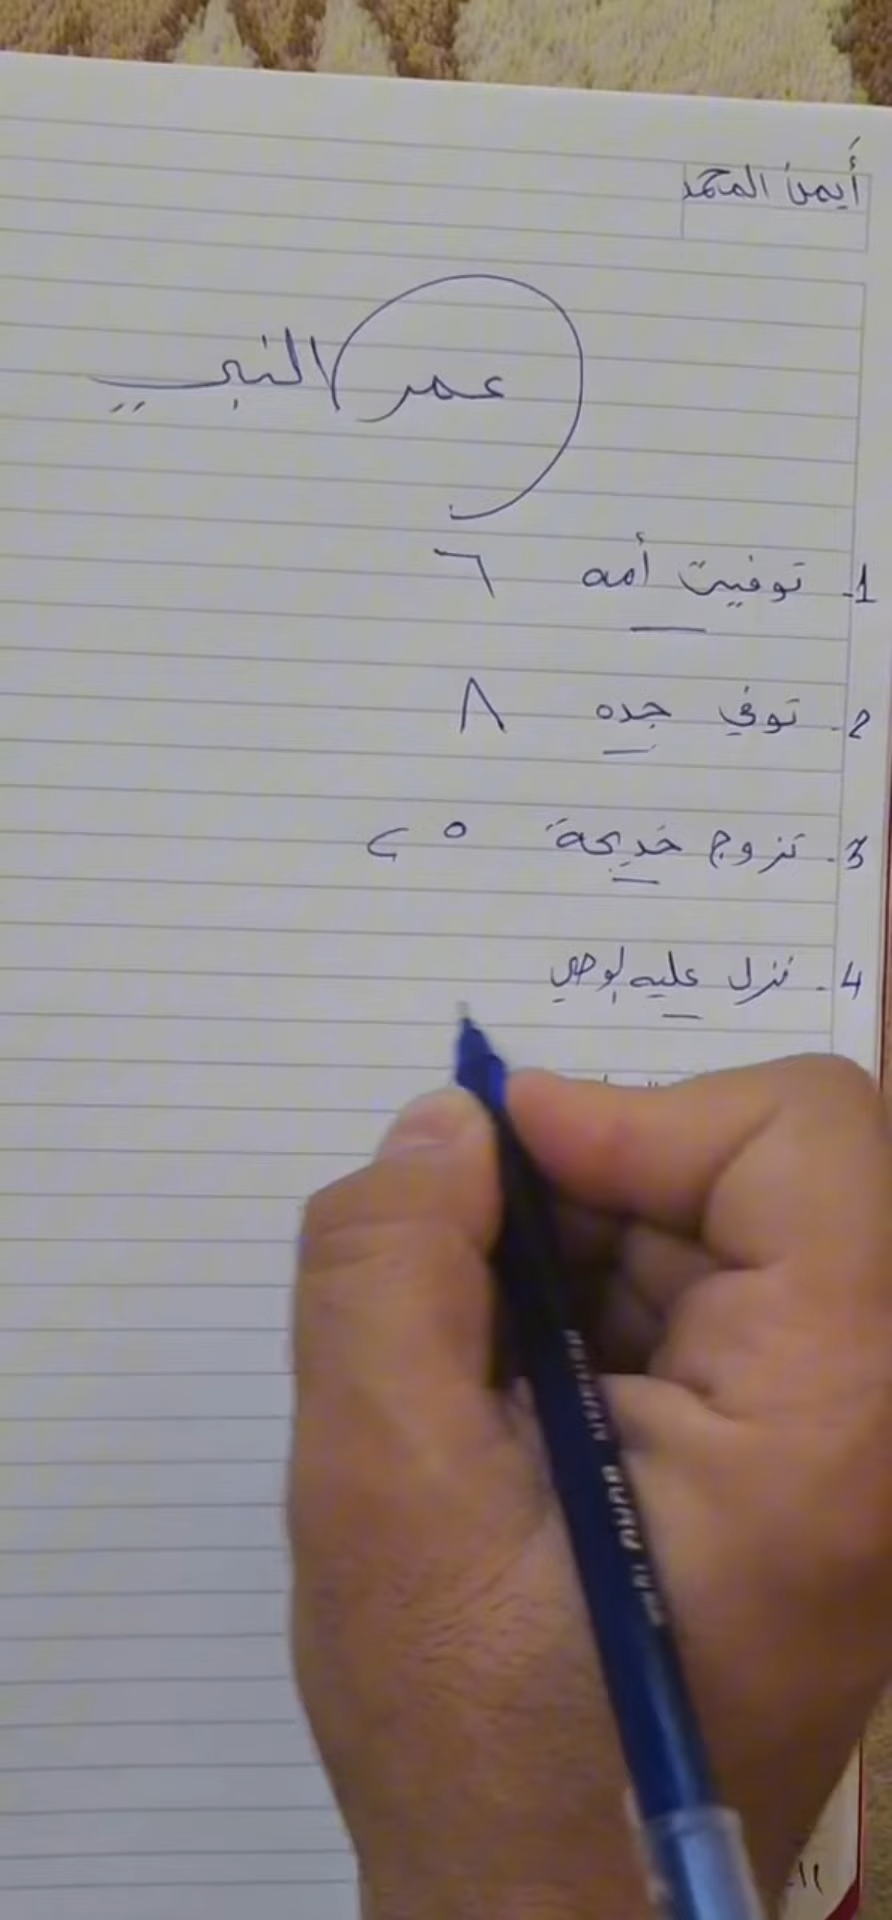 أيمن المحمد
عمر النبي
1- توفيت أمه ٦
2- توفي جده ٨
3- تزوج خديجة ٢٥
4- نزل عليه الوحي